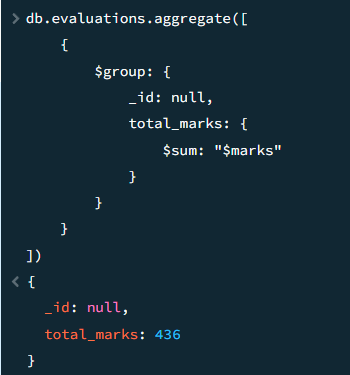 > db.evaluations.aggregate([
{
$group: {
_id: null,
total_marks: {
$sum: "$marks"
}
}
}
])
< {
_id: null,
total_marks: 436
}